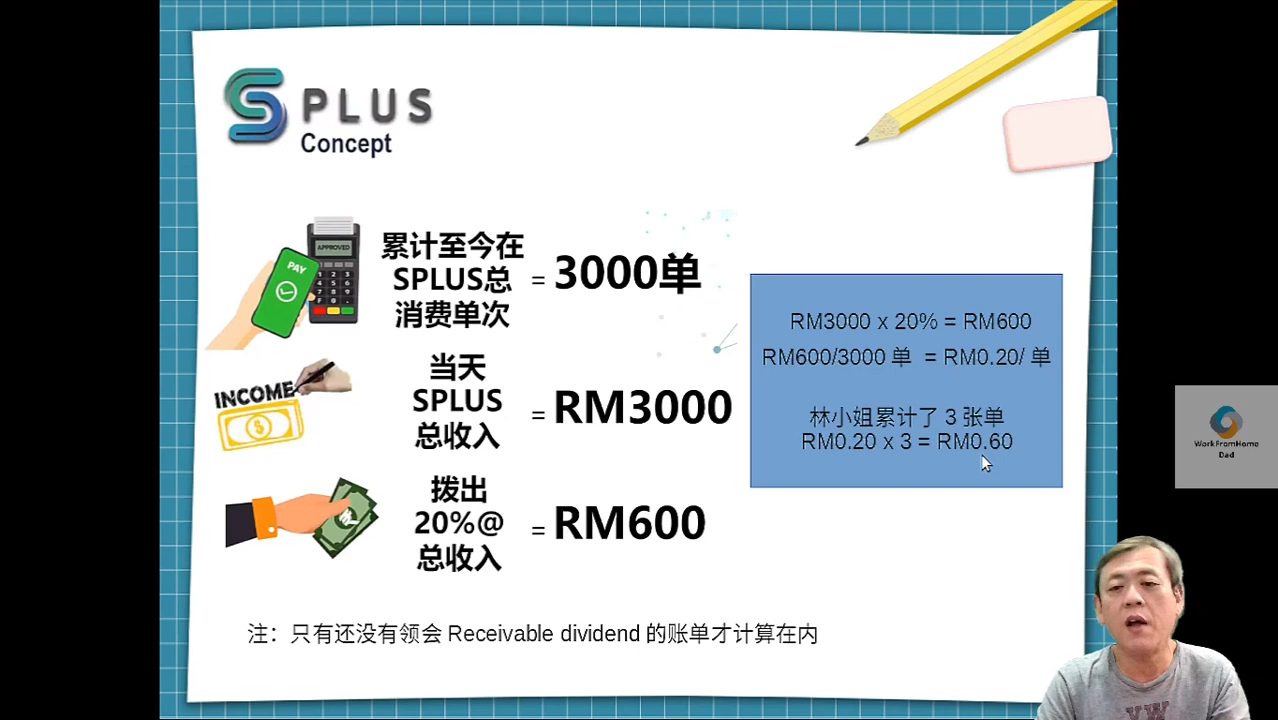 S PLUS
Concept
APPROVED
PAY
累计至今在
SPLUS总
消费单次
= 3000单
INCOME
当天
SPLUS
总收入
= RM3000
拨出
20%@
总收入
= RM600
RM3000 x 20% = RM600
RM600/3000 单 = RM0.20/ 单
林小姐累计了 3 张单
RM0.20 x 3 = RM0.60
注：只有还没有领会 Receivable dividend 的账单才计算在内
WorkFromHome
Dad